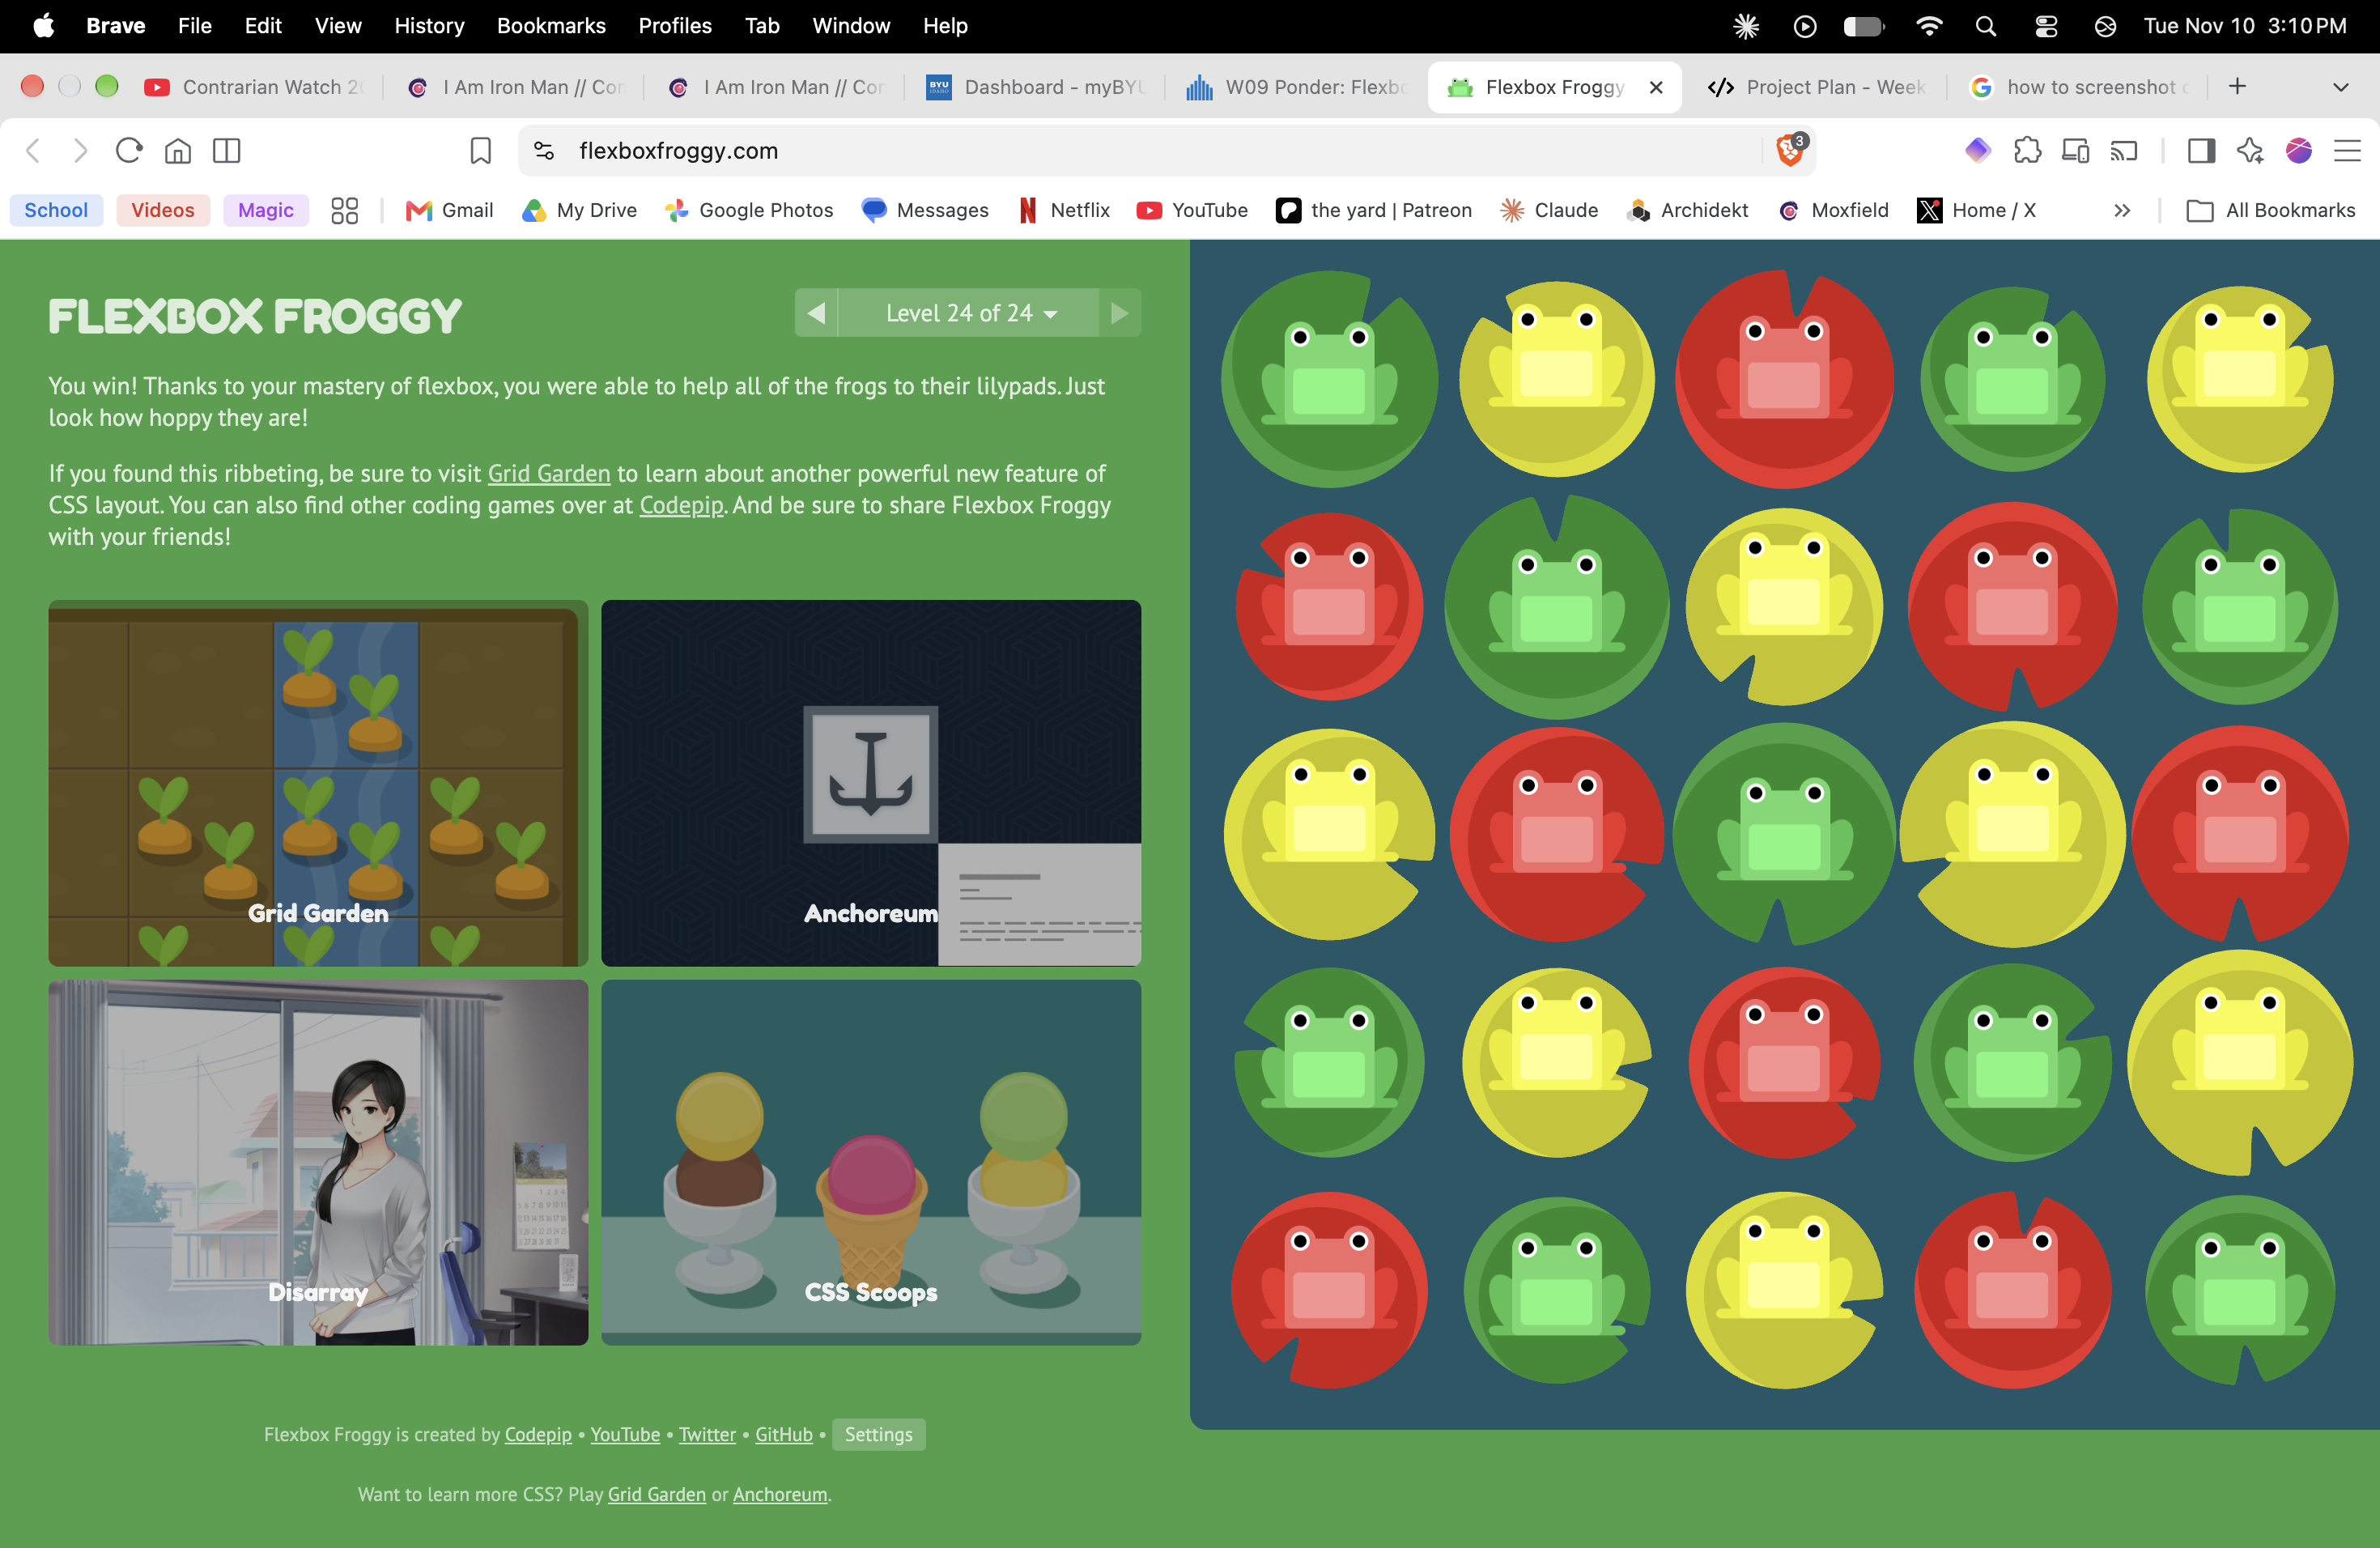 Brave File Edit View History Bookmarks Profiles Tab Window Help Tue Nov 10 3:10 PM
Contrarian Watch I Am Iron Man // Cor I Am Iron Man // Cor Dashboard - myBYU W09 Ponder: Flexbo Flexbox Froggy Project Plan - Week how to screenshot
flexboxfroggy.com 3
School Videos Magic Gmail My Drive Google Photos Messages Netflix YouTube the yard | Patreon Claude Archidekt Moxfield Home / X All Bookmarks
FLEXBOX FROGGY
Level 24 of 24
You win! Thanks to your mastery of flexbox, you were able to help all of the frogs to their lilypads. Just
look how hoppy they are!
If you found this ribbeting, be sure to visit Grid Garden to learn about another powerful new feature of
CSS layout. You can also find other coding games over at Codepip. And be sure to share Flexbox Froggy
with your friends!
Grid Garden
Anchoreum
Disarray
CSS Scoops
Flexbox Froggy is created by Codepip • YouTube • Twitter • GitHub • Settings
Want to learn more CSS? Play Grid Garden or Anchoreum.